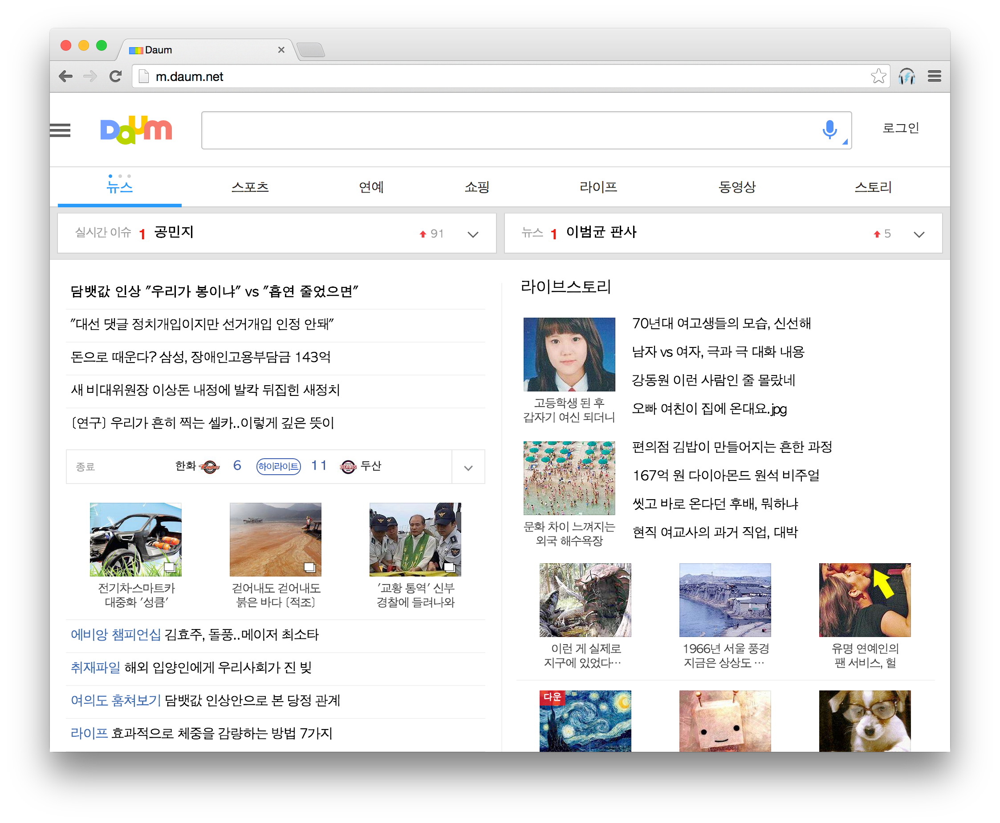 Daum
m.daum.net
Daum
로그인
뉴스
스포츠
연예
쇼핑
라이프
동영상
스토리
실시간 이슈 1 공민지 91
뉴스 1 이범균 판사 5
담뱃값 인상 "우리가 봉이냐" vs "흡연 줄었으면"
"대선 댓글 정치개입이지만 선거개입 인정 안돼"
돈으로 때운다? 삼성, 장애인고용부담금 143억
새 비대위원장 이상돈 내정에 발칵 뒤집힌 새정치
[연구] 우리가 흔히 찍는 셀카..이렇게 깊은 뜻이
종료 한화 Eagles 6 하이라이트 11 BEARS 두산
전기차·스마트카
대중화 '성큼'
걷어내도 걷어내도
붉은 바다 [적조]
'교황 통역' 신부
경찰에 들려나와
에비앙 챔피언십 김효주, 돌풍..메이저 최소타
취재파일 해외 입양인에게 우리사회가 진 빚
여의도 훔쳐보기 담뱃값 인상안으로 본 당정 관계
라이프 효과적으로 체중을 감량하는 방법 7가지
라이브스토리
고등학생 된 후
갑자기 여신 되더니
70년대 여고생들의 모습, 신선해
남자 vs 여자, 극과 극 대화 내용
강동원 이런 사람인 줄 몰랐네
오빠 여친이 집에 온대요.jpg
문화 차이 느껴지는
외국 해수욕장
편의점 김밥이 만들어지는 흔한 과정
167억 원 다이아몬드 원석 비주얼
씻고 바로 온다던 후배, 뭐하냐
현직 여교사의 과거 직업, 대박
이런 게 실제로
지구에 있었다…
1966년 서울 풍경
지금은 상상도 …
유명 연예인의
팬 서비스, 헐
다운